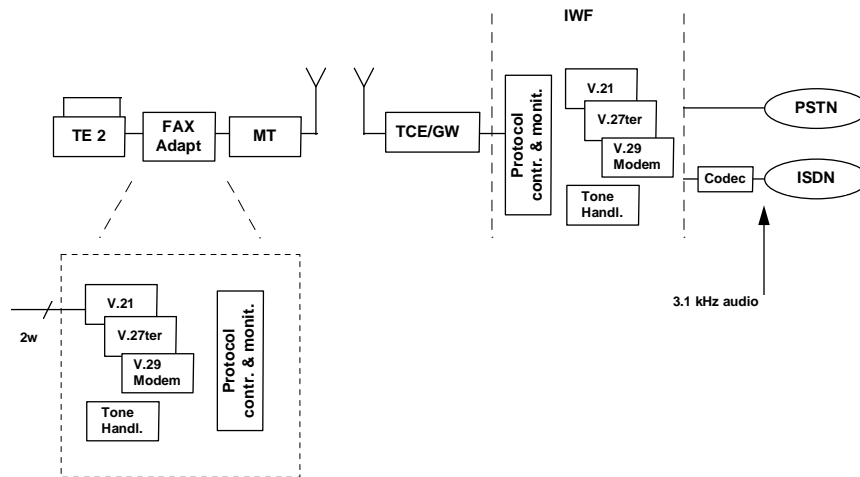 IWF
TE 2
FAX
Adapt
MT
TCE/GW
Protocol
contr. & monit.
V.21
V.27ter
V.29
Modem
Tone
Handl.
PSTN
Codec
ISDN
3.1 kHz audio
2w
V.21
V.27ter
V.29
Modem
Tone
Handl.
Protocol
contr. & monit.